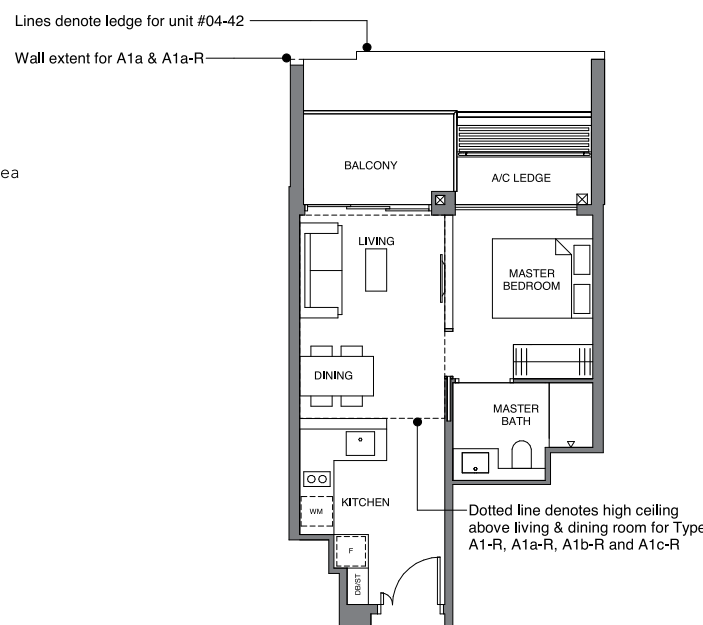 Lines denote ledge for unit #04-42
Wall extent for A1a & A1a-R
ea
BALCONY
A/C LEDGE
LIVING
MASTER
BEDROOM
DINING
MASTER
BATH
KITCHEN
WM
F
DB/ST
Dotted line denotes high ceiling
above living & dining room for Type
A1-R, A1a-R, A1b-R and A1c-R